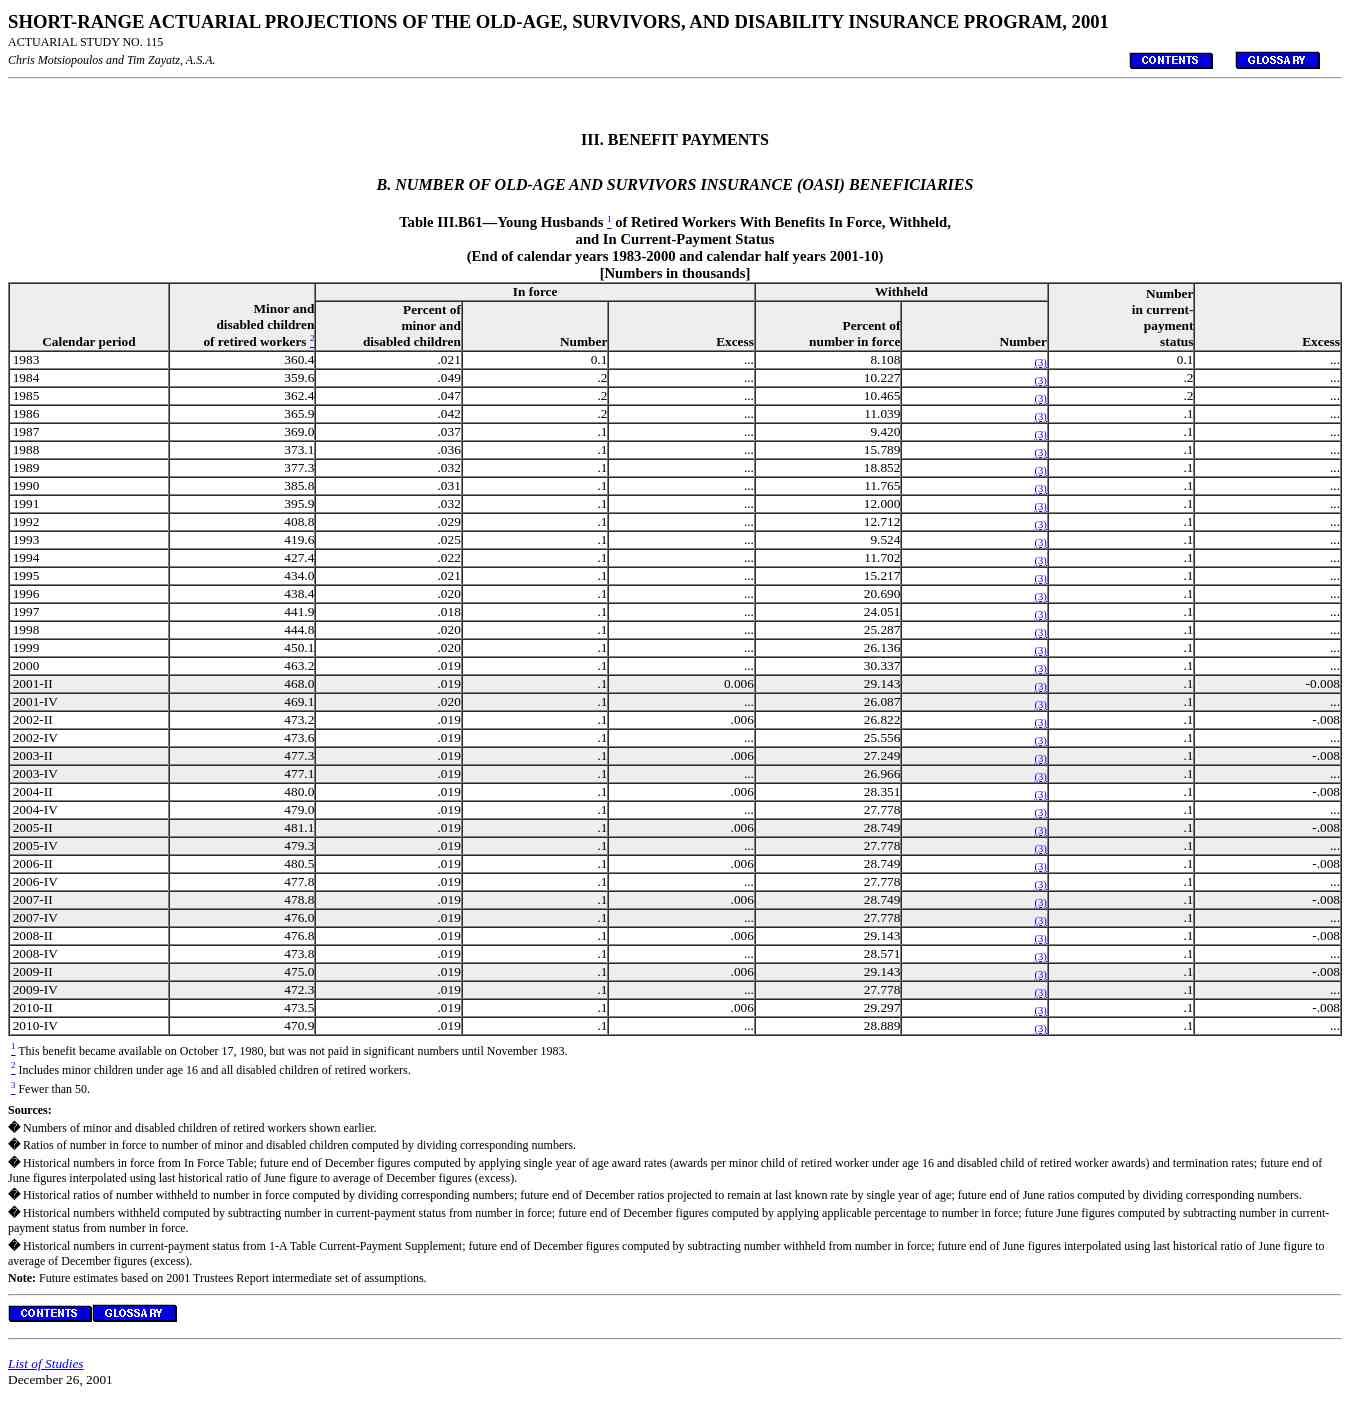 SHORT-RANGE ACTUARIAL PROJECTIONS OF THE OLD-AGE, SURVIVORS, AND DISABILITY INSURANCE PROGRAM, 2001
ACTUARIAL STUDY NO. 115
Chris Motsiopoulos and Tim Zayatz, A.S.A.
CONTENTS GLOSSARY
III. BENEFIT PAYMENTS
B. NUMBER OF OLD-AGE AND SURVIVORS INSURANCE (OASI) BENEFICIARIES
Table III.B61—Young Husbands 1 of Retired Workers With Benefits In Force, Withheld,
and In Current-Payment Status
(End of calendar years 1983-2000 and calendar half years 2001-10)
[Numbers in thousands]
Calendar period
Minor and
disabled children
of retired workers 2
In force
Percent of
minor and
disabled children
Number
Excess
Withheld
Percent of
number in force
Number
Number
in current-
payment
status
Excess
1983 360.4 .021 0.1 ... 8.108 (3) 0.1 ...
1984 359.6 .049 .2 ... 10.227 (3) .2 ...
1985 362.4 .047 .2 ... 10.465 (3) .2 ...
1986 365.9 .042 .2 ... 11.039 (3) .1 ...
1987 369.0 .037 .1 ... 9.420 (3) .1 ...
1988 373.1 .036 .1 ... 15.789 (3) .1 ...
1989 377.3 .032 .1 ... 18.852 (3) .1 ...
1990 385.8 .031 .1 ... 11.765 (3) .1 ...
1991 395.9 .032 .1 ... 12.000 (3) .1 ...
1992 408.8 .029 .1 ... 12.712 (3) .1 ...
1993 419.6 .025 .1 ... 9.524 (3) .1 ...
1994 427.4 .022 .1 ... 11.702 (3) .1 ...
1995 434.0 .021 .1 ... 15.217 (3) .1 ...
1996 438.4 .020 .1 ... 20.690 (3) .1 ...
1997 441.9 .018 .1 ... 24.051 (3) .1 ...
1998 444.8 .020 .1 ... 25.287 (3) .1 ...
1999 450.1 .020 .1 ... 26.136 (3) .1 ...
2000 463.2 .019 .1 ... 30.337 (3) .1 ...
2001-II 468.0 .019 .1 0.006 29.143 (3) .1 -0.008
2001-IV 469.1 .020 .1 ... 26.087 (3) .1 ...
2002-II 473.2 .019 .1 .006 26.822 (3) .1 -.008
2002-IV 473.6 .019 .1 ... 25.556 (3) .1 ...
2003-II 477.3 .019 .1 .006 27.249 (3) .1 -.008
2003-IV 477.1 .019 .1 ... 26.966 (3) .1 ...
2004-II 480.0 .019 .1 .006 28.351 (3) .1 -.008
2004-IV 479.0 .019 .1 ... 27.778 (3) .1 ...
2005-II 481.1 .019 .1 .006 28.749 (3) .1 -.008
2005-IV 479.3 .019 .1 ... 27.778 (3) .1 ...
2006-II 480.5 .019 .1 .006 28.749 (3) .1 -.008
2006-IV 477.8 .019 .1 ... 27.778 (3) .1 ...
2007-II 478.8 .019 .1 .006 28.749 (3) .1 -.008
2007-IV 476.0 .019 .1 ... 27.778 (3) .1 ...
2008-II 476.8 .019 .1 .006 29.143 (3) .1 -.008
2008-IV 473.8 .019 .1 ... 28.571 (3) .1 ...
2009-II 475.0 .019 .1 .006 29.143 (3) .1 -.008
2009-IV 472.3 .019 .1 ... 27.778 (3) .1 ...
2010-II 473.5 .019 .1 .006 29.297 (3) .1 -.008
2010-IV 470.9 .019 .1 ... 28.889 (3) .1 ...
1 This benefit became available on October 17, 1980, but was not paid in significant numbers until November 1983.
2 Includes minor children under age 16 and all disabled children of retired workers.
3 Fewer than 50.
Sources:
� Numbers of minor and disabled children of retired workers shown earlier.
� Ratios of number in force to number of minor and disabled children computed by dividing corresponding numbers.
� Historical numbers in force from In Force Table; future end of December figures computed by applying single year of age award rates (awards per minor child of retired worker under age 16 and disabled child of retired worker awards) and termination rates; future end of
June figures interpolated using last historical ratio of June figure to average of December figures (excess).
� Historical ratios of number withheld to number in force computed by dividing corresponding numbers; future end of December ratios projected to remain at last known rate by single year of age; future end of June ratios computed by dividing corresponding numbers.
� Historical numbers withheld computed by subtracting number in current-payment status from number in force; future end of December figures computed by applying applicable percentage to number in force; future June figures computed by subtracting number in current-
payment status from number in force.
� Historical numbers in current-payment status from 1-A Table Current-Payment Supplement; future end of December figures computed by subtracting number withheld from number in force; future end of June figures interpolated using last historical ratio of June figure to
average of December figures (excess).
Note: Future estimates based on 2001 Trustees Report intermediate set of assumptions.
CONTENTS GLOSSARY
List of Studies
December 26, 2001